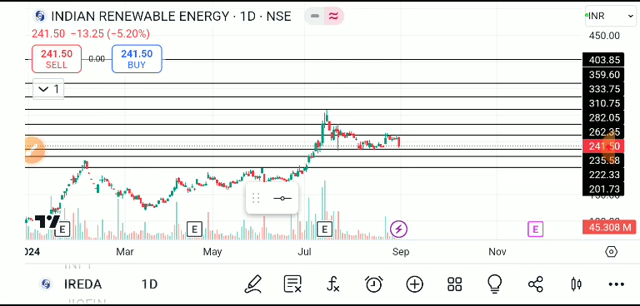 INDIAN RENEWABLE ENERGY · 1D · NSE
INR
241.50 −13.25 (−5.20%)
450.00
241.50 SELL 0.00 241.50 BUY
403.85
359.60
1
333.75
310.75
282.05
262.35
241.50
235.58
222.33
201.73
E E E E
45.308 M
2024 Mar May Jul Sep Nov
IREDA 1D